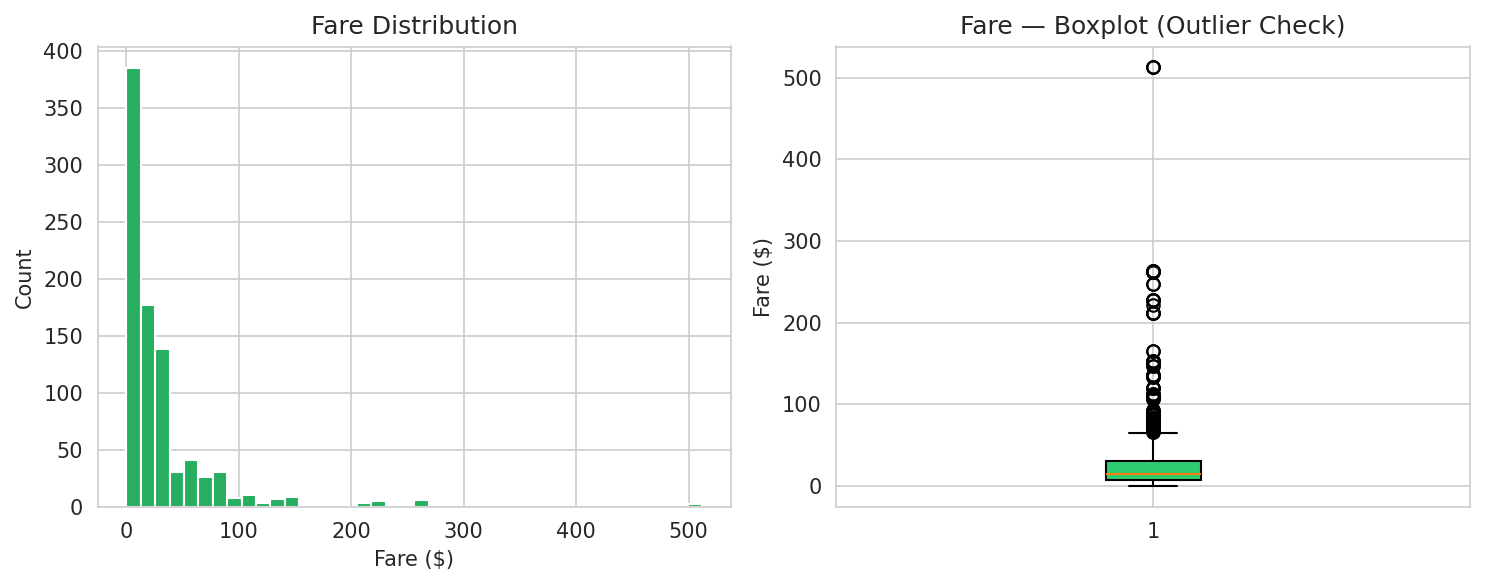 Fare Distribution
400
350
300
250
200
150
100
50
0
Count
0 100 200 300 400 500
Fare ($)
Fare — Boxplot (Outlier Check)
500
400
300
200
100
0
Fare ($)
1